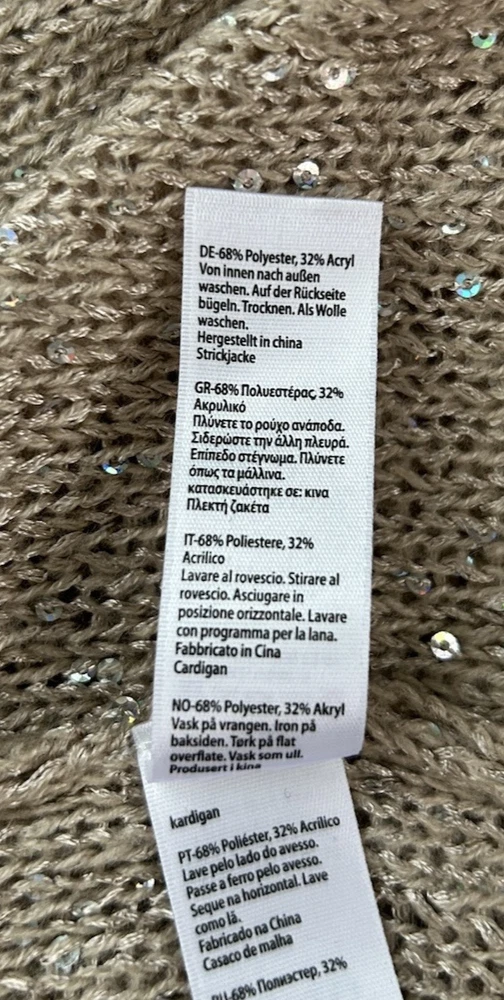 DE-68% Polyester, 32% Acryl
Von innen nach außen
waschen. Auf der Rückseite
bügeln. Trocknen. Als Wolle
waschen.
Hergestellt in china
Strickjacke
GR-68% Πολυεστέρας, 32%
Ακρυλικό
Πλύνετε το ρούχο ανάποδα.
Σιδερώστε την άλλη πλευρά.
Επίπεδο στέγνωμα. Πλύνετε
όπως τα μάλλινα.
κατασκευάστηκε σε: κινα
Πλεκτή ζακέτα
IT-68% Poliestere, 32%
Acrilico
Lavare al rovescio. Stirare al
rovescio. Asciugare in
posizione orizzontale. Lavare
con programma per la lana.
Fabbricato in Cina
Cardigan
NO-68% Polyester, 32% Akryl
Vask på vrangen. Iron på
baksiden. Tørk på flat
overflate. Vask som ull.
Produsert i kina
kardigan
PT-68% Poliéster, 32% Acrílico
Lave pelo lado do avesso.
Passe a ferro pelo avesso.
Seque na horizontal. Lave
como lã.
Fabricado na China
Casaco de malha
RU-68% Полиэстер, 32%